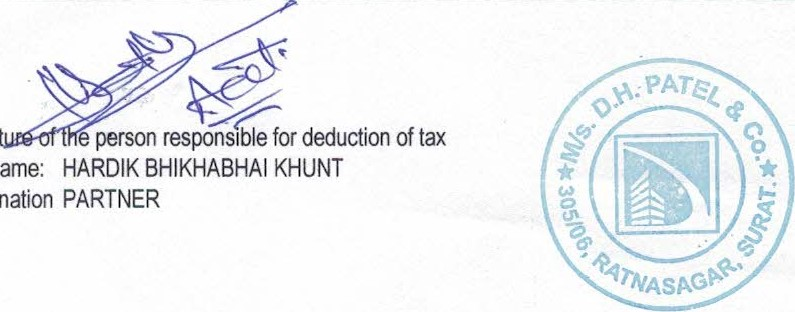 Acct.
ture of the person responsible for deduction of tax
ame: HARDIK BHIKHABHAI KHUNT
nation PARTNER
★ M/s. D.H. PATEL & Co. ★
305/06, RATNASAGAR, SURAT.